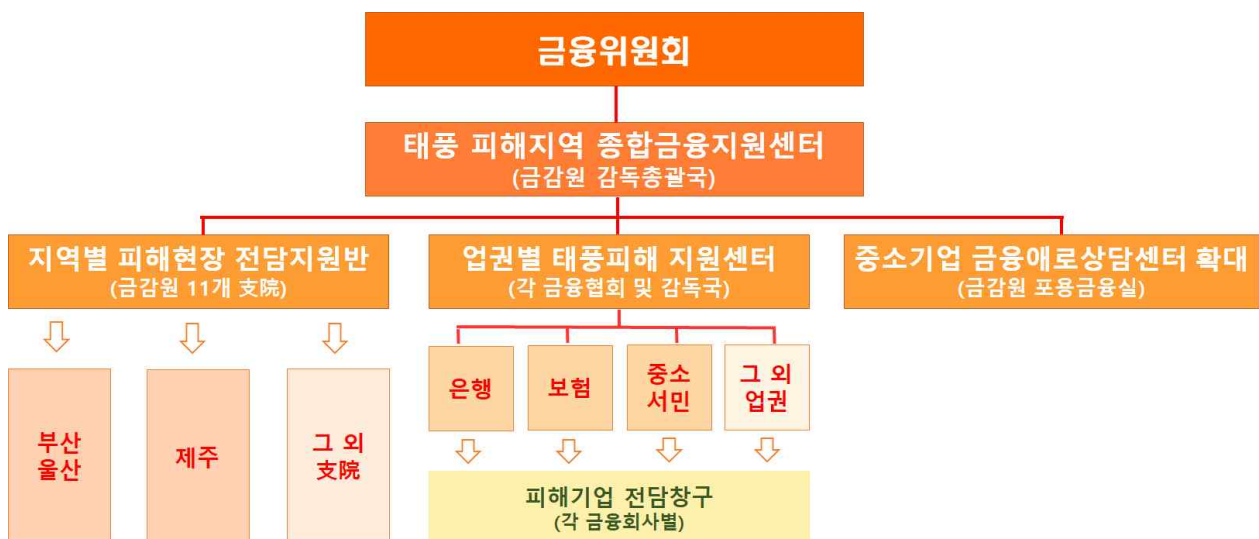 금융위원회
태풍 피해지역 종합금융지원센터
(금감원 감독총괄국)
지역별 피해현장 전담지원반
(금감원 11개 支院)
업권별 태풍피해 지원센터
(각 금융협회 및 감독국)
중소기업 금융애로상담센터 확대
(금감원 포용금융실)
부산
울산
제주
그 외
支院
은행
보험
중소
서민
그 외
업권
피해기업 전담창구
(각 금융회사별)